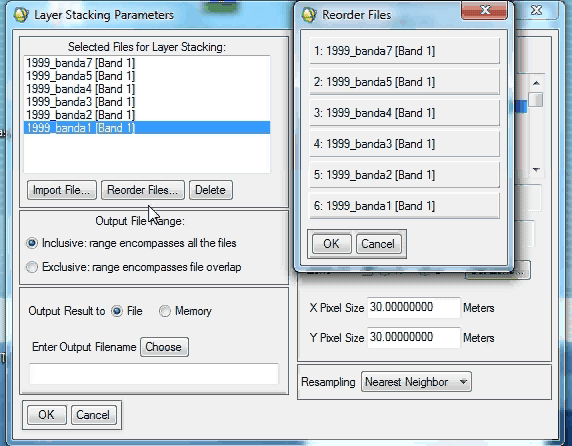 Layer Stacking Parameters
Selected Files for Layer Stacking:
1999_banda7 [Band 1]
1999_banda5 [Band 1]
1999_banda4 [Band 1]
1999_banda3 [Band 1]
1999_banda2 [Band 1]
1999_banda1 [Band 1]
Import File... Reorder Files... Delete
Output File Range:
Inclusive: range encompasses all the files
Exclusive: range encompasses file overlap
Output Result to File Memory
Enter Output Filename Choose
OK Cancel
Reorder Files
1: 1999_banda7 [Band 1]
2: 1999_banda5 [Band 1]
3: 1999_banda4 [Band 1]
4: 1999_banda3 [Band 1]
5: 1999_banda2 [Band 1]
6: 1999_banda1 [Band 1]
OK Cancel
X Pixel Size 30.00000000 Meters
Y Pixel Size 30.00000000 Meters
Resampling Nearest Neighbor